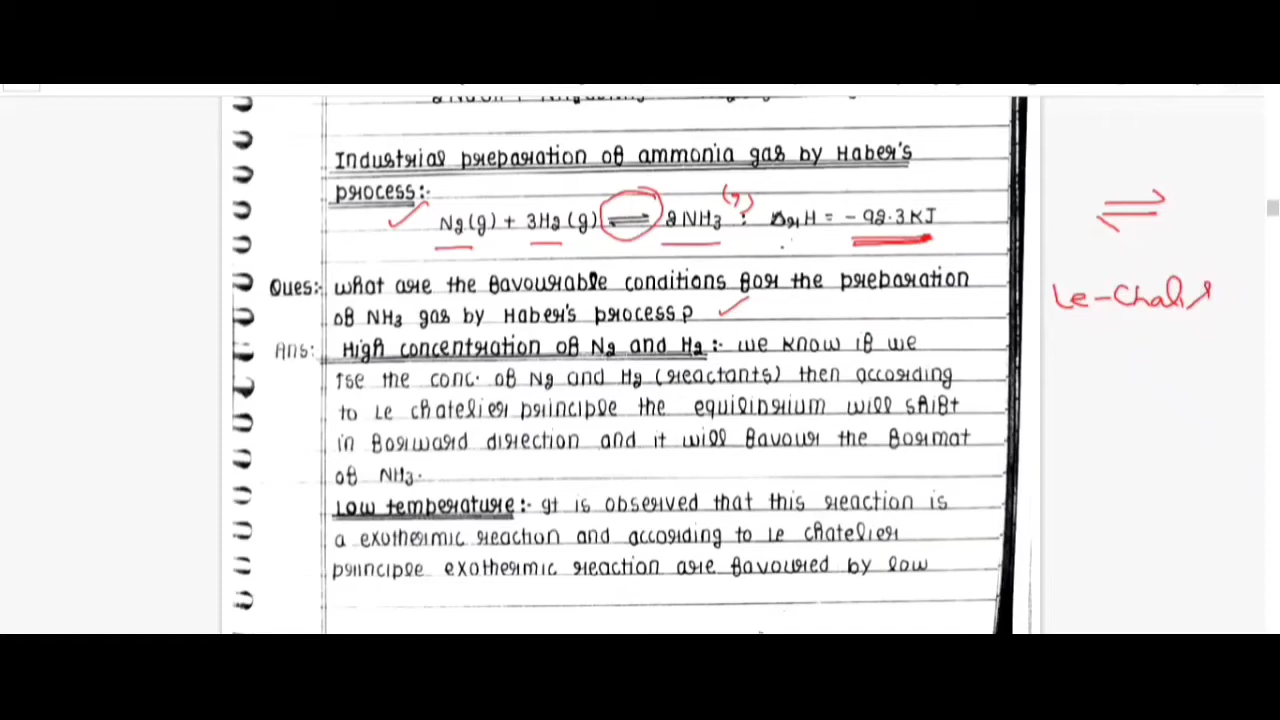 Industrial preparation of ammonia gas by Haber's
process:-
N2(g) + 3H2(g) ⇌ 2NH3 (g) : ΔrH = -92.3KJ
⇌
Ques:- what are the favourable conditions for the preparation
Le-Chali
of NH3 gas by Haber's process?
Ans: High concentration of N2 and H2:- we know if we
↑se the conc. of N2 and H2 (reactants) then according
to le chatelier principle the equilibrium will shift
in forward direction and it will favour the format
of NH3.
Low temperature:- It is observed that this reaction is
a exothermic reaction and according to le chatelier
principle exothermic reaction are favoured by low